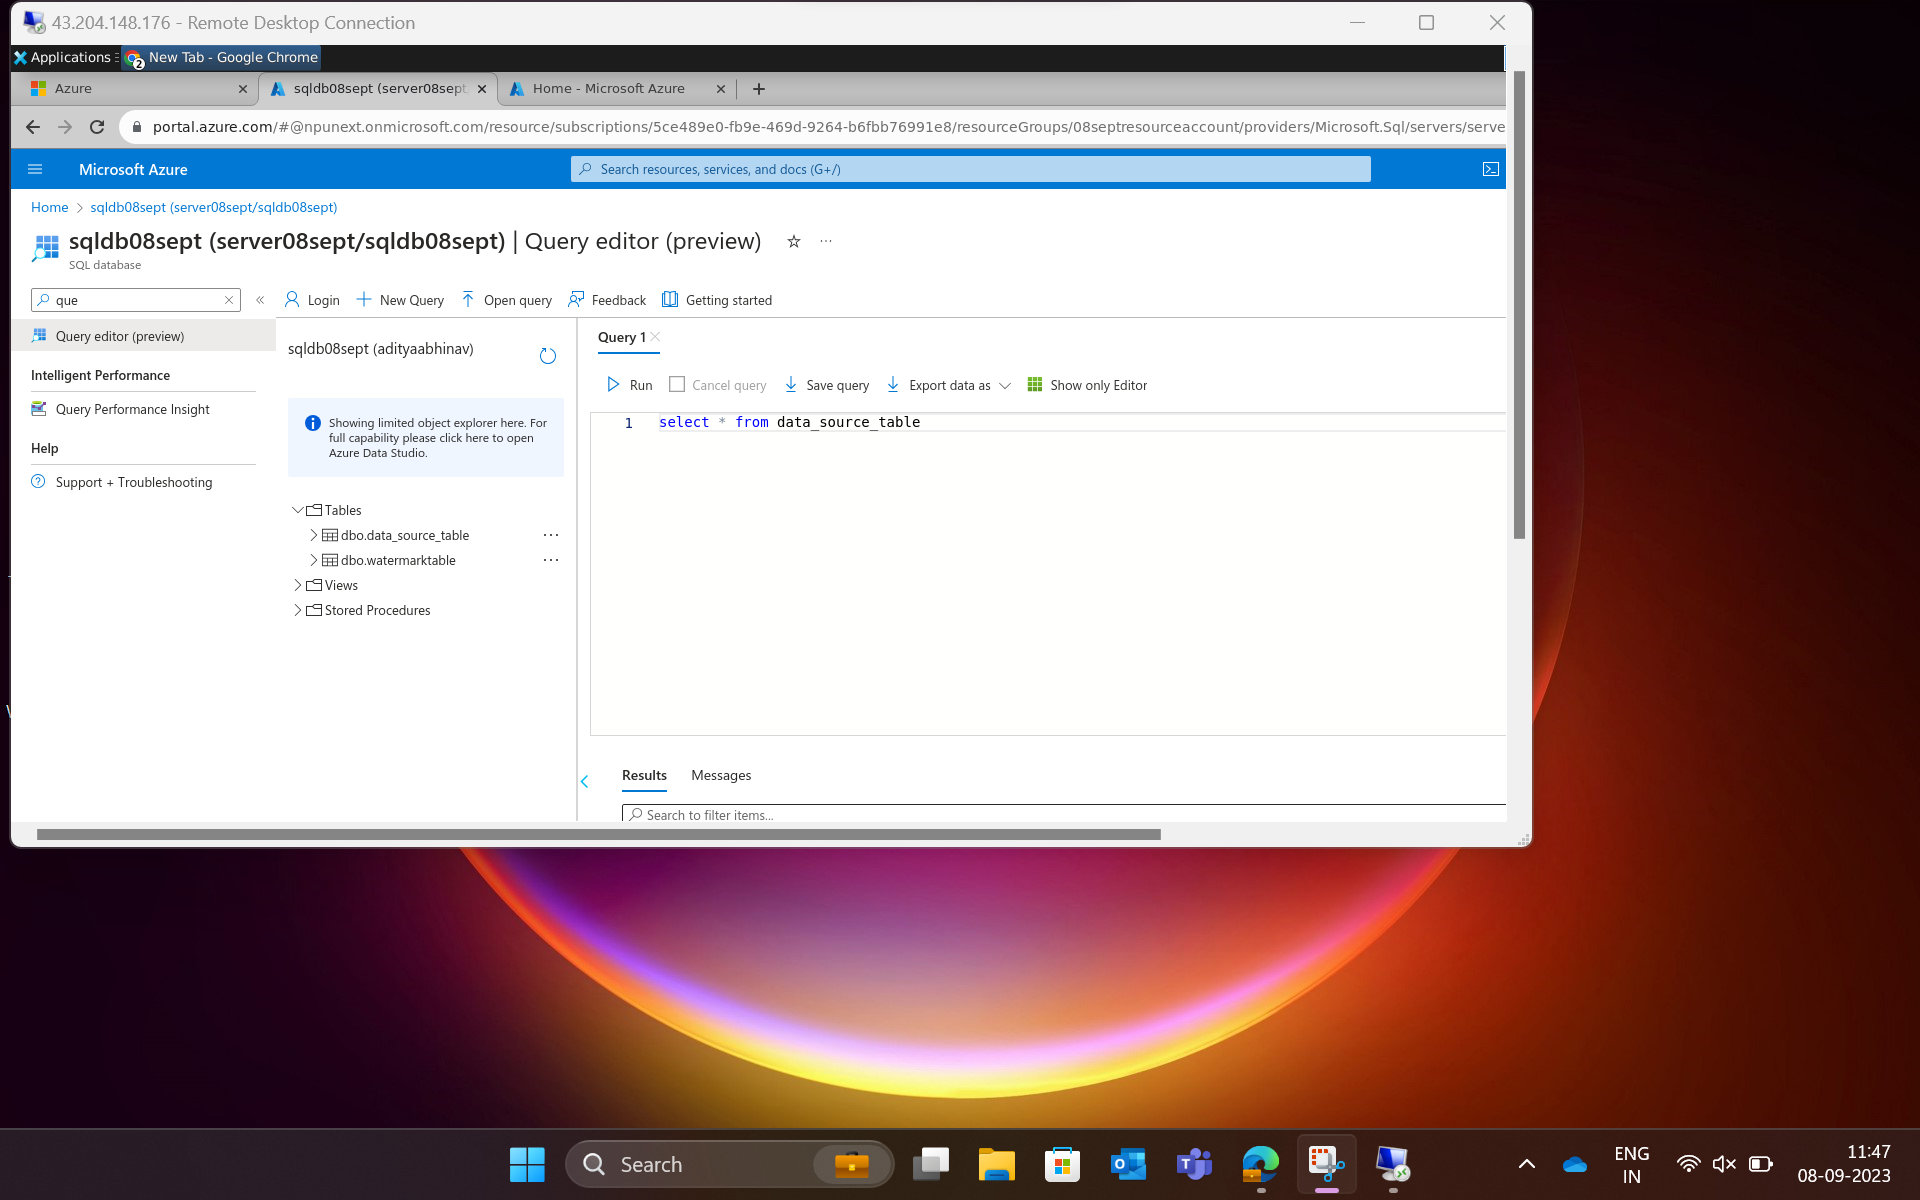 43.204.148.176 - Remote Desktop Connection
Applications
New Tab - Google Chrome
Azure
sqldb08sept (server08sept
Home - Microsoft Azure
portal.azure.com/#@npunext.onmicrosoft.com/resource/subscriptions/5ce489e0-fb9e-469d-9264-b6fbb76991e8/resourceGroups/08septresourceaccount/providers/Microsoft.Sql/servers/serve
Microsoft Azure
Search resources, services, and docs (G+/)
Home > sqldb08sept (server08sept/sqldb08sept)
sqldb08sept (server08sept/sqldb08sept) | Query editor (preview)
SQL database
que
Login
New Query
Open query
Feedback
Getting started
Query editor (preview)
Intelligent Performance
Query Performance Insight
Help
Support + Troubleshooting
sqldb08sept (adityaabhinav)
Showing limited object explorer here. For
full capability please click here to open
Azure Data Studio.
Tables
dbo.data_source_table
dbo.watermarktable
Views
Stored Procedures
Query 1
Run
Cancel query
Save query
Export data as
Show only Editor
1 select * from data_source_table
Results
Messages
Search to filter items...
Search
ENG
IN
11:47
08-09-2023